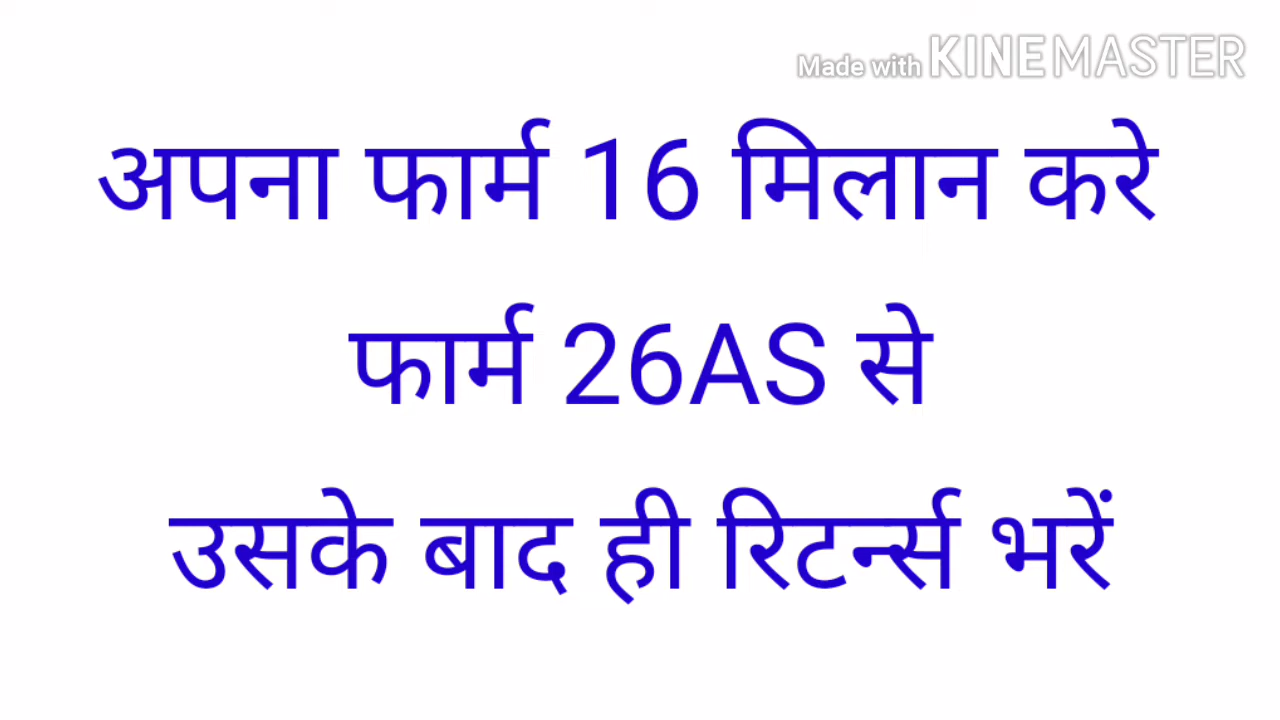 Made with KINEMASTER
अपना फार्म 16 मिलान करे
फार्म 26AS से
उसके बाद ही रिटर्न्स भरें